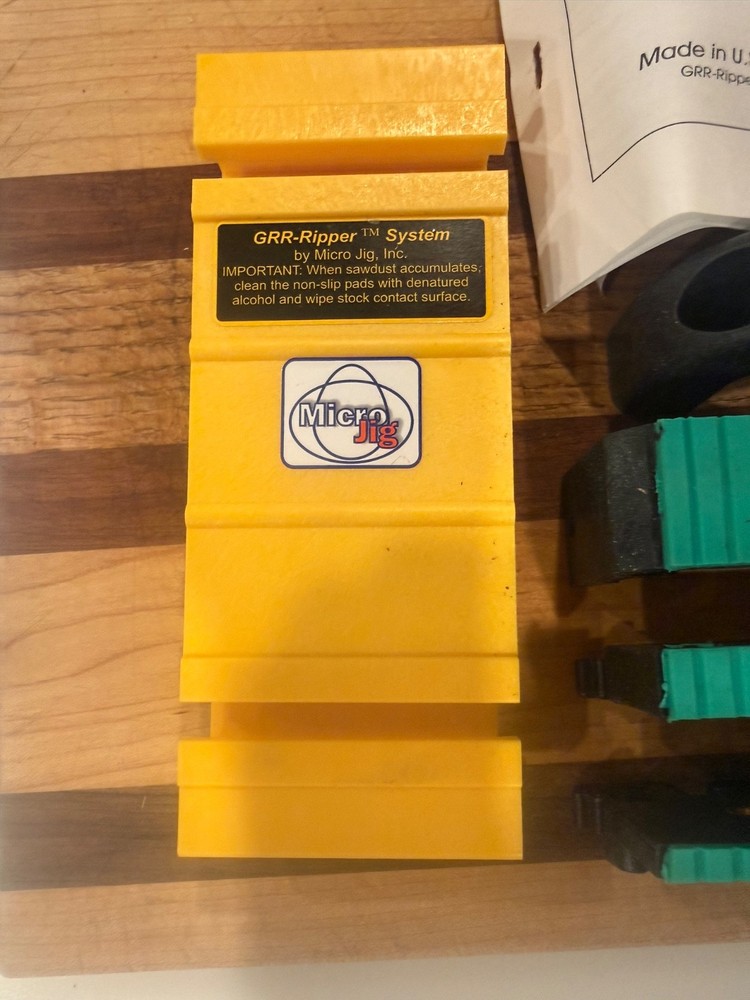 Made in U.S
GRR-Rippe
GRR-Ripper ™ System
by Micro Jig, Inc.
IMPORTANT: When sawdust accumulates,
clean the non-slip pads with denatured
alcohol and wipe stock contact surface.
Micro
Jig